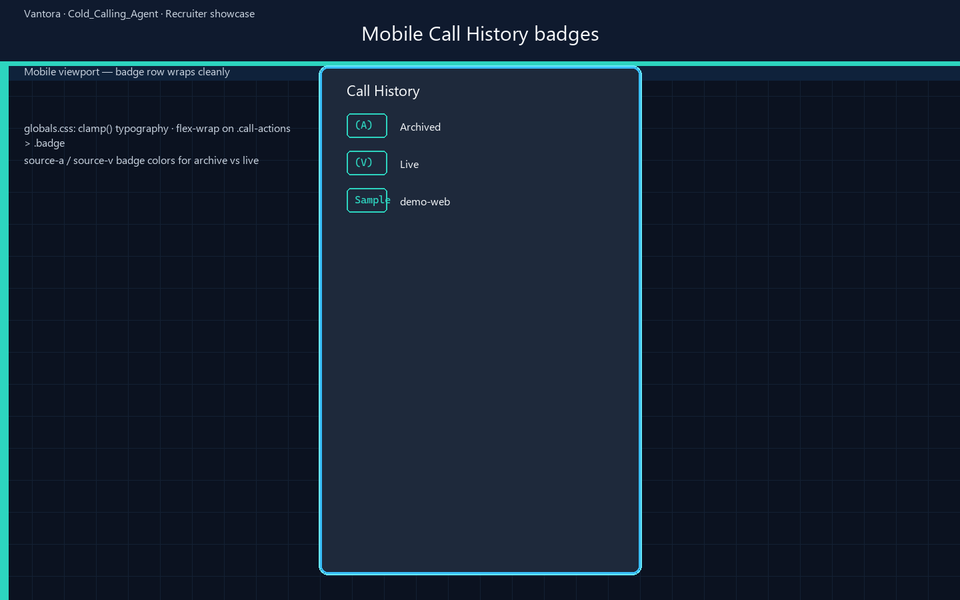 Vantora · Cold_Calling_Agent · Recruiter showcase
Mobile Call History badges
Mobile viewport — badge row wraps cleanly
globals.css: clamp() typography · flex-wrap on .call-actions
> .badge
source-a / source-v badge colors for archive vs live
Call History
(A) Archived
(V) Live
Sample demo-web